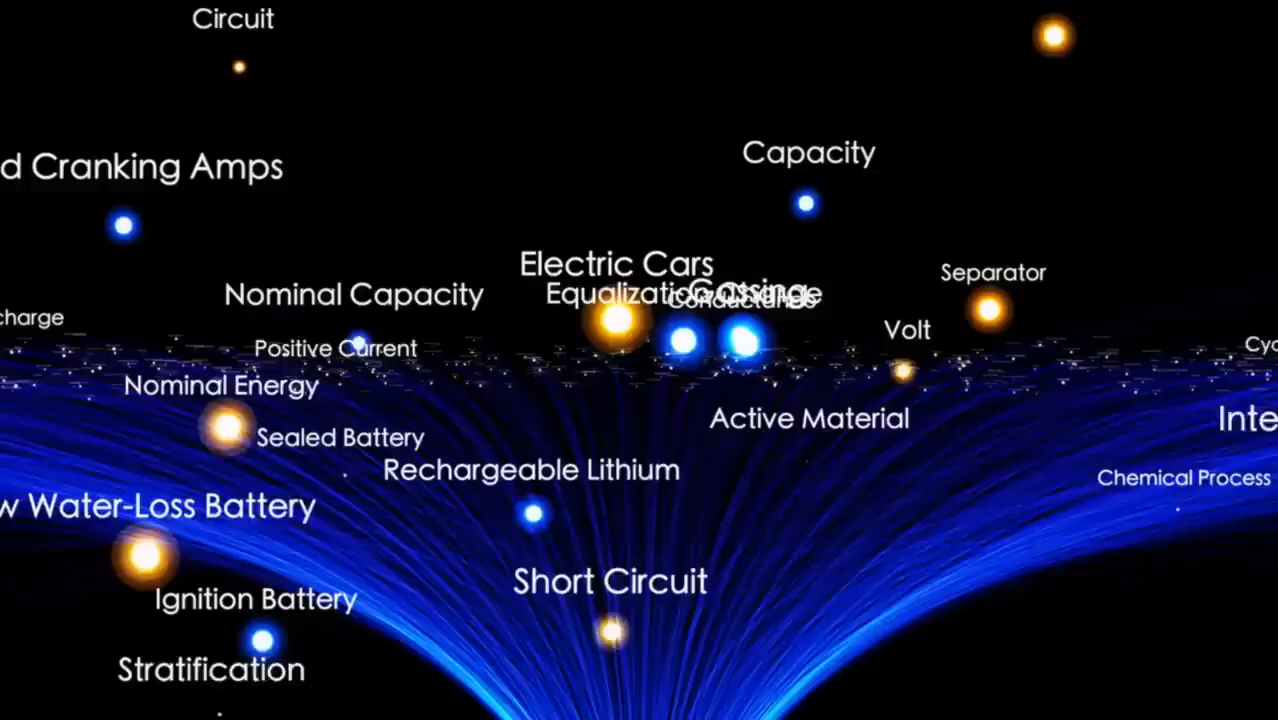 Circuit
d Cranking Amps
Capacity
Electric Cars
Separator
Nominal Capacity
Gassing
charge
Volt
Positive Current
Cyc
Nominal Energy
Active Material
Inte
Sealed Battery
Rechargeable Lithium
Chemical Process
w Water-Loss Battery
Short Circuit
Ignition Battery
Stratification